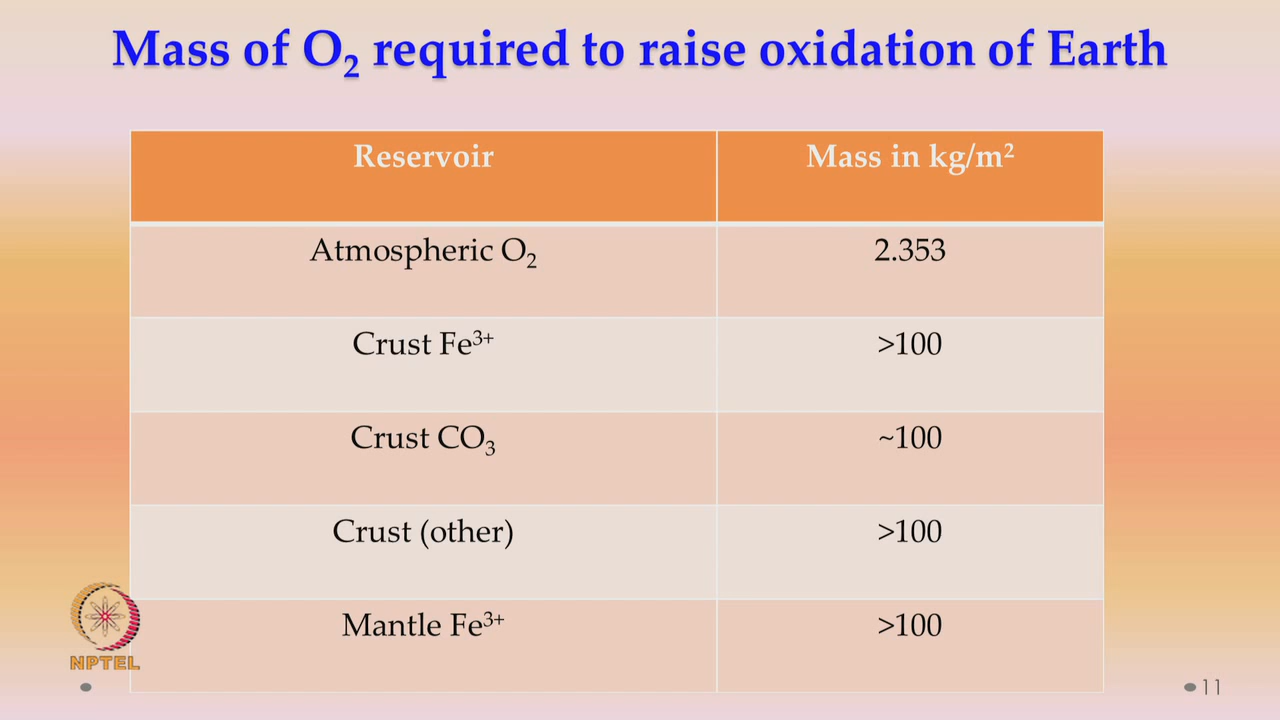 Mass of O₂ required to raise oxidation of Earth
Reservoir Mass in kg/m²
Atmospheric O₂ 2.353
Crust Fe³⁺ >100
Crust CO₃ ~100
Crust (other) >100
Mantle Fe³⁺ >100
NPTEL
11